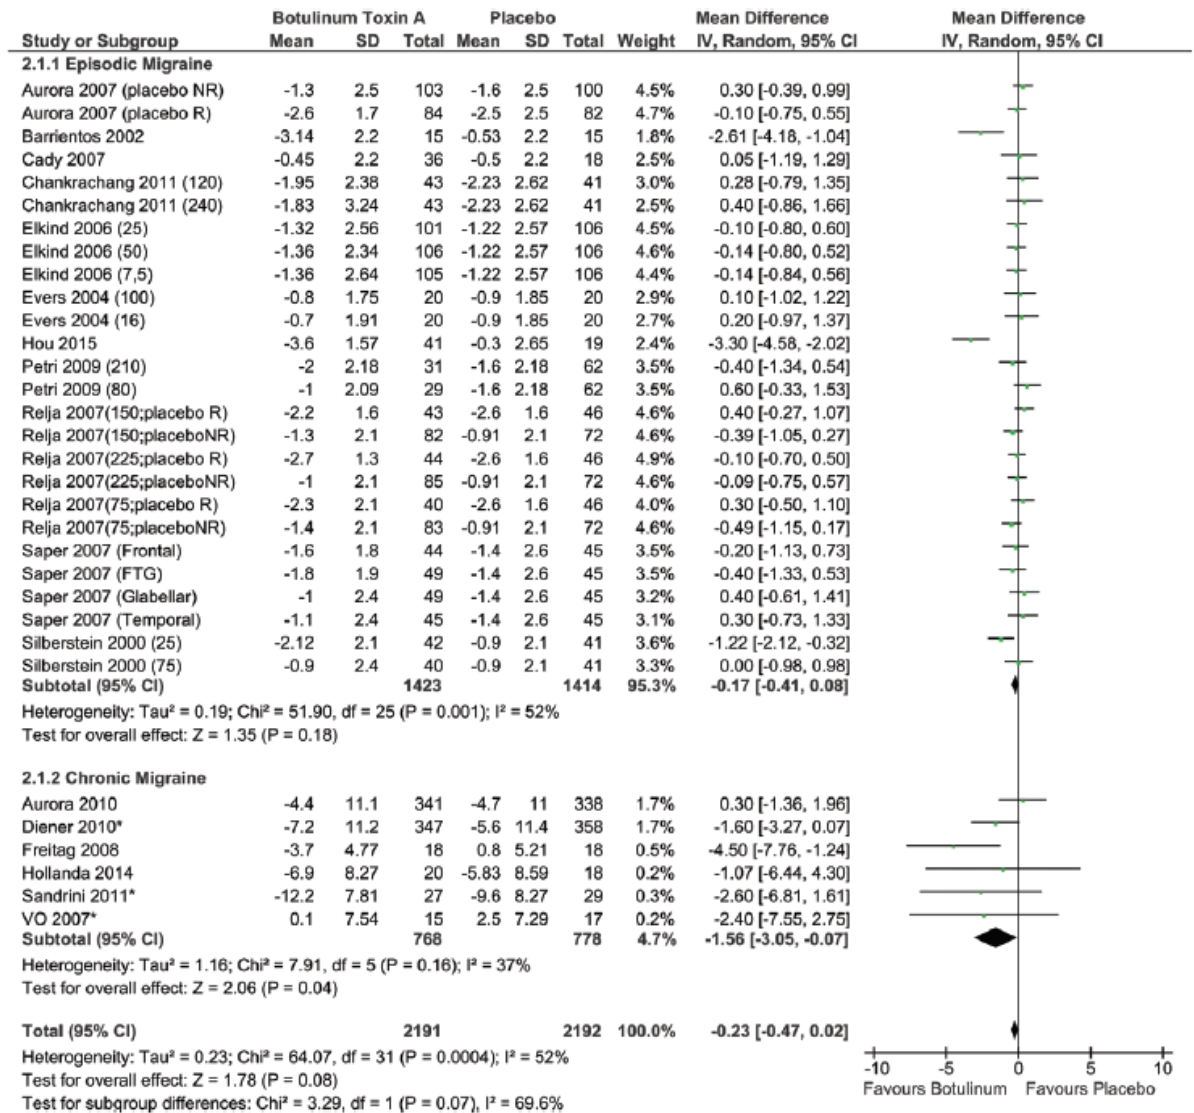 Botulinum Toxin A Placebo Mean Difference Mean Difference
Study or Subgroup Mean SD Total Mean SD Total Weight IV, Random, 95% CI IV, Random, 95% CI
2.1.1 Episodic Migraine
Aurora 2007 (placebo NR) -1.3 2.5 103 -1.6 2.5 100 4.5% 0.30 [-0.39, 0.99]
Aurora 2007 (placebo R) -2.6 1.7 84 -2.5 2.5 82 4.7% -0.10 [-0.75, 0.55]
Barrientos 2002 -3.14 2.2 15 -0.53 2.2 15 1.8% -2.61 [-4.18, -1.04]
Cady 2007 -0.45 2.2 36 -0.5 2.2 18 2.5% 0.05 [-1.19, 1.29]
Chankrachang 2011 (120) -1.95 2.38 43 -2.23 2.62 41 3.0% 0.28 [-0.79, 1.35]
Chankrachang 2011 (240) -1.83 3.24 43 -2.23 2.62 41 2.5% 0.40 [-0.86, 1.66]
Elkind 2006 (25) -1.32 2.56 101 -1.22 2.57 106 4.4% -0.10 [-0.80, 0.60]
Elkind 2006 (50) -1.36 2.34 106 -1.22 2.57 106 4.6% -0.14 [-0.80, 0.52]
Elkind 2006 (7,5) -1.36 2.64 105 -1.22 2.57 106 4.4% -0.14 [-0.84, 0.56]
Evers 2004 (100) -0.8 1.75 20 -0.9 1.85 20 2.9% 0.10 [-1.02, 1.22]
Evers 2004 (16) -0.7 1.91 20 -0.9 1.85 20 2.7% 0.20 [-0.97, 1.37]
Hou 2015 -3.6 1.57 41 -0.3 2.65 19 2.4% -3.30 [-4.58, -2.02]
Petri 2009 (210) -2 2.18 31 -1.6 2.18 62 3.5% -0.40 [-1.34, 0.54]
Petri 2009 (80) -1 2.09 29 -1.6 2.18 62 3.5% 0.60 [-0.33, 1.53]
Relja 2007(150;placebo R) -2.2 1.6 43 -2.6 1.6 46 4.6% 0.40 [-0.27, 1.07]
Relja 2007(150;placeboNR) -1.3 2.1 82 -0.91 2.1 72 4.6% -0.39 [-1.05, 0.27]
Relja 2007(225;placebo R) -2.7 1.3 44 -2.6 1.6 46 4.9% -0.10 [-0.70, 0.50]
Relja 2007(225;placeboNR) -1 2.1 85 -0.91 2.1 72 4.6% -0.09 [-0.75, 0.57]
Relja 2007(75;placebo R) -2.3 2.1 40 -2.6 1.6 46 4.0% 0.30 [-0.50, 1.10]
Relja 2007(75;placeboNR) -1.4 2.1 83 -0.91 2.1 72 4.6% -0.49 [-1.15, 0.17]
Saper 2007 (Frontal) -1.6 1.8 44 -1.4 2.6 45 3.5% -0.20 [-1.13, 0.73]
Saper 2007 (FTG) -1.8 1.9 49 -1.4 2.6 45 3.5% -0.40 [-1.33, 0.53]
Saper 2007 (Glabellar) -1 2.4 49 -1.4 2.6 45 3.2% 0.40 [-0.61, 1.41]
Saper 2007 (Temporal) -1.1 2.4 45 -1.4 2.6 45 3.1% 0.30 [-0.73, 1.33]
Silberstein 2000 (25) -2.12 2.1 42 -0.9 2.1 41 3.6% -1.22 [-2.12, -0.32]
Silberstein 2000 (75) -0.9 2.4 40 -0.9 2.1 41 3.3% 0.00 [-0.98, 0.98]
Subtotal (95% CI) 1423 1414 95.3% -0.17 [-0.41, 0.08]
Heterogeneity: Tau² = 0.19; Chi² = 51.90, df = 25 (P = 0.001); I² = 52%
Test for overall effect: Z = 1.35 (P = 0.18)
2.1.2 Chronic Migraine
Aurora 2010 -4.4 11.1 341 -4.7 11 338 1.7% 0.30 [-1.36, 1.96]
Diener 2010* -7.2 11.2 347 -5.6 11.4 358 1.7% -1.60 [-3.27, 0.07]
Freitag 2008 -3.7 4.77 18 0.8 5.21 18 0.5% -4.50 [-7.76, -1.24]
Hollanda 2014 -6.9 8.27 20 -5.83 8.59 18 0.2% -1.07 [-6.44, 4.30]
Sandrini 2011* -12.2 7.81 27 -9.6 8.27 29 0.3% -2.60 [-6.81, 1.61]
VO 2007* 0.1 7.54 15 2.5 7.29 17 0.2% -2.40 [-7.55, 2.75]
Subtotal (95% CI) 768 778 4.7% -1.56 [-3.05, -0.07]
Heterogeneity: Tau² = 1.16; Chi² = 7.91, df = 5 (P = 0.16); I² = 37%
Test for overall effect: Z = 2.06 (P = 0.04)
Total (95% CI) 2191 2192 100.0% -0.23 [-0.47, 0.02]
Heterogeneity: Tau² = 0.23; Chi² = 64.07, df = 31 (P = 0.0004); I² = 52%
-10 -5 0 5 10
Test for overall effect: Z = 1.78 (P = 0.08)
Favours Botulinum Favours Placebo
Test for subgroup differences: Chi² = 3.29, df = 1 (P = 0.07), I² = 69.6%